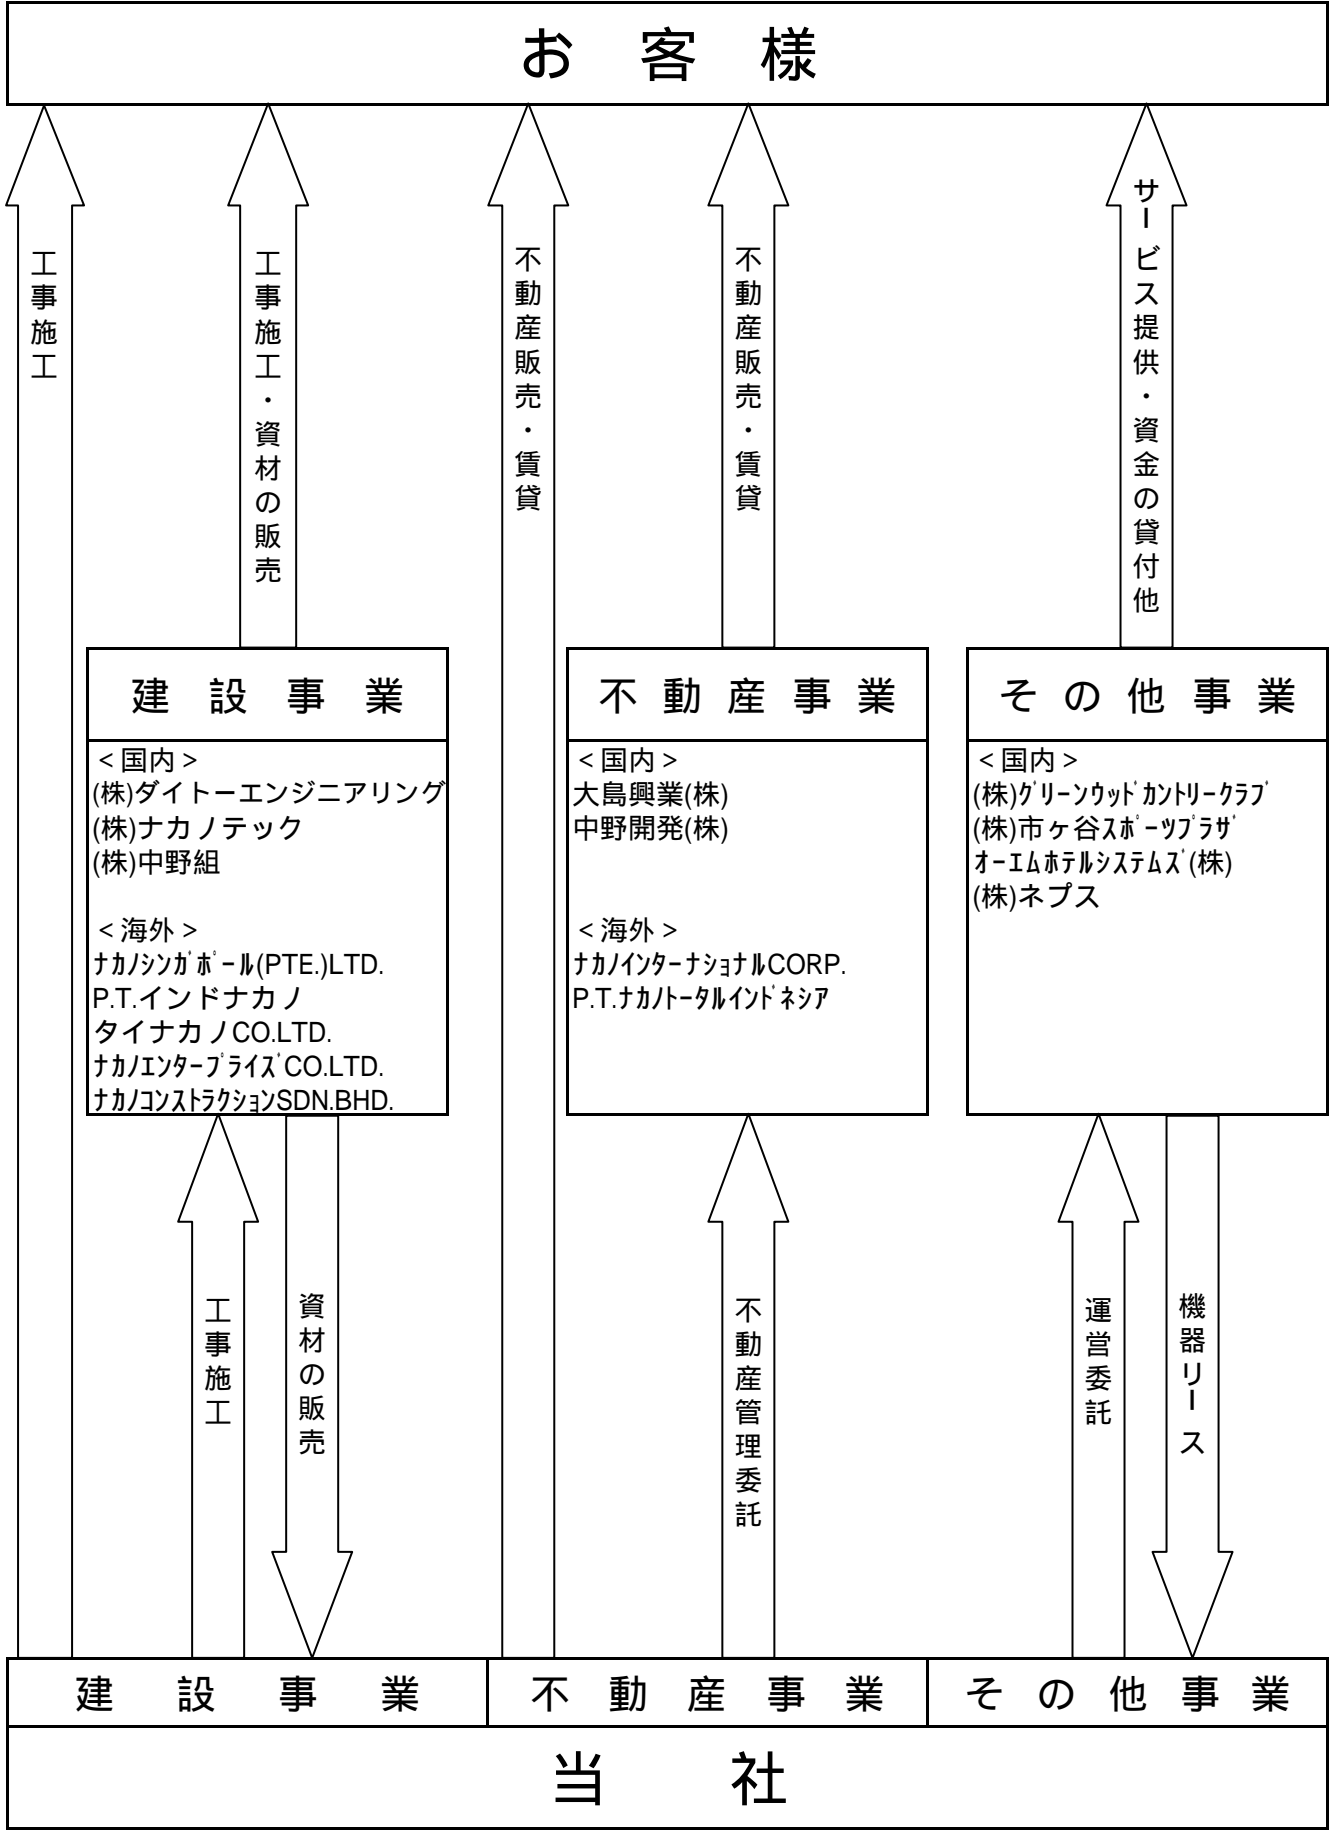 お客様
工事施工
工事施工・資材の販売
不動産販売・賃貸
不動産販売・賃貸
サービス提供・資金の貸付他
建設事業
<国内>
(株)ダイトーエンジニアリング
(株)ナカノテック
(株)中野組
<海外>
ﾅｶﾉｼﾝｶﾞﾎﾟｰﾙ(PTE.)LTD.
P.T.インドナカノ
タイナカノCO.LTD.
ﾅｶﾉｴﾝﾀｰﾌﾟﾗｲｽﾞCO.LTD.
ﾅｶﾉｺﾝｽﾄﾗｸｼｮﾝSDN.BHD.
不動産事業
<国内>
大島興業(株)
中野開発(株)
<海外>
ﾅｶﾉｲﾝﾀｰﾅｼｮﾅﾙCORP.
P.T.ﾅｶﾉﾄｰﾀﾙｲﾝﾄﾞﾈｼｱ
その他事業
<国内>
(株)ｸﾞﾘｰﾝｳｯﾄﾞｶﾝﾄﾘｰｸﾗﾌﾞ
(株)市ヶ谷ｽﾎﾟｰﾂﾌﾟﾗｻﾞ
ｵｰｴﾑﾎﾃﾙｼｽﾃﾑｽﾞ(株)
(株)ネプス
工事施工
資材の販売
不動産管理委託
運営委託
機器リース
建設事業
不動産事業
その他事業
当社